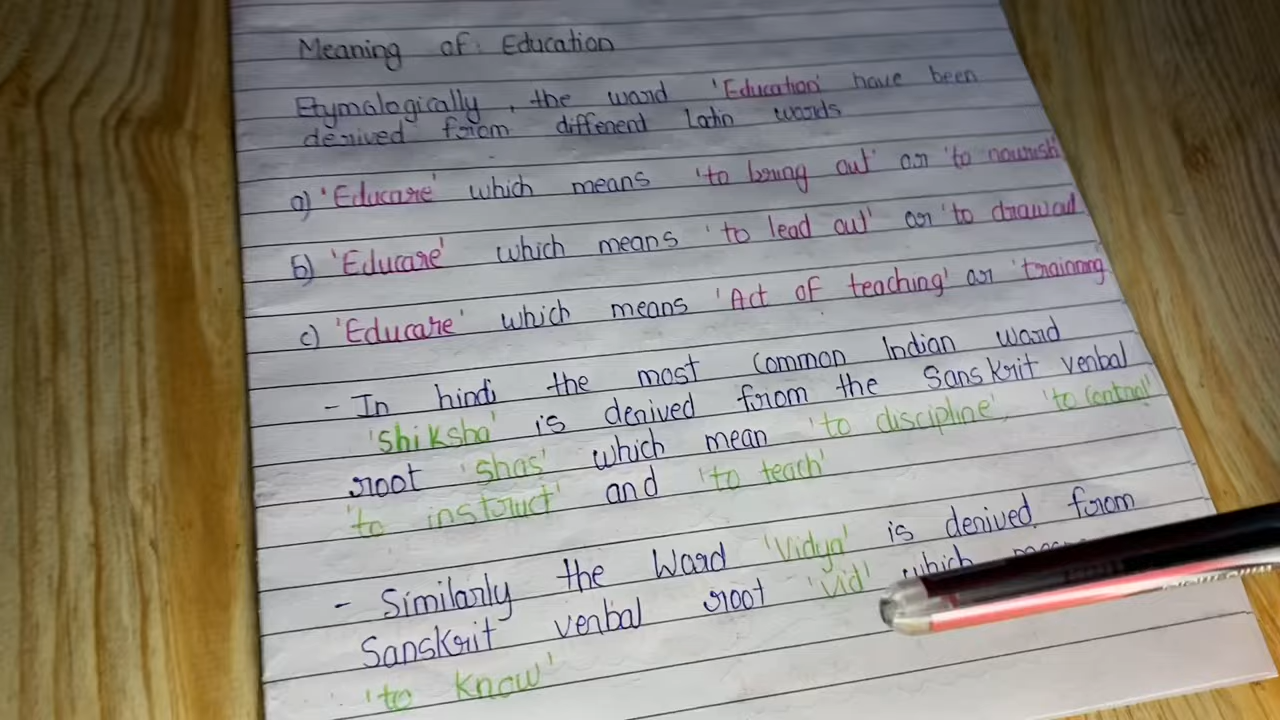 Meaning of Education
Etymalogically, the word 'Education' have been
derived from differend Latin words
a) 'Educare' which means 'to bring out' or 'to nourish'
b) 'Educare' which means 'to lead out' or 'to drawout
c) 'Educare' which means 'Act of teaching' or 'training
- In hindi the most common Indian word
'shiksha' is derived from the Sanskrit verbal
root 'shas' which mean 'to discipline', 'to control'
'to instruct' and 'to teach'
- Similarly the Word 'Vidya' is derived from
Sanskrit verbal root 'vid' which
'to know'